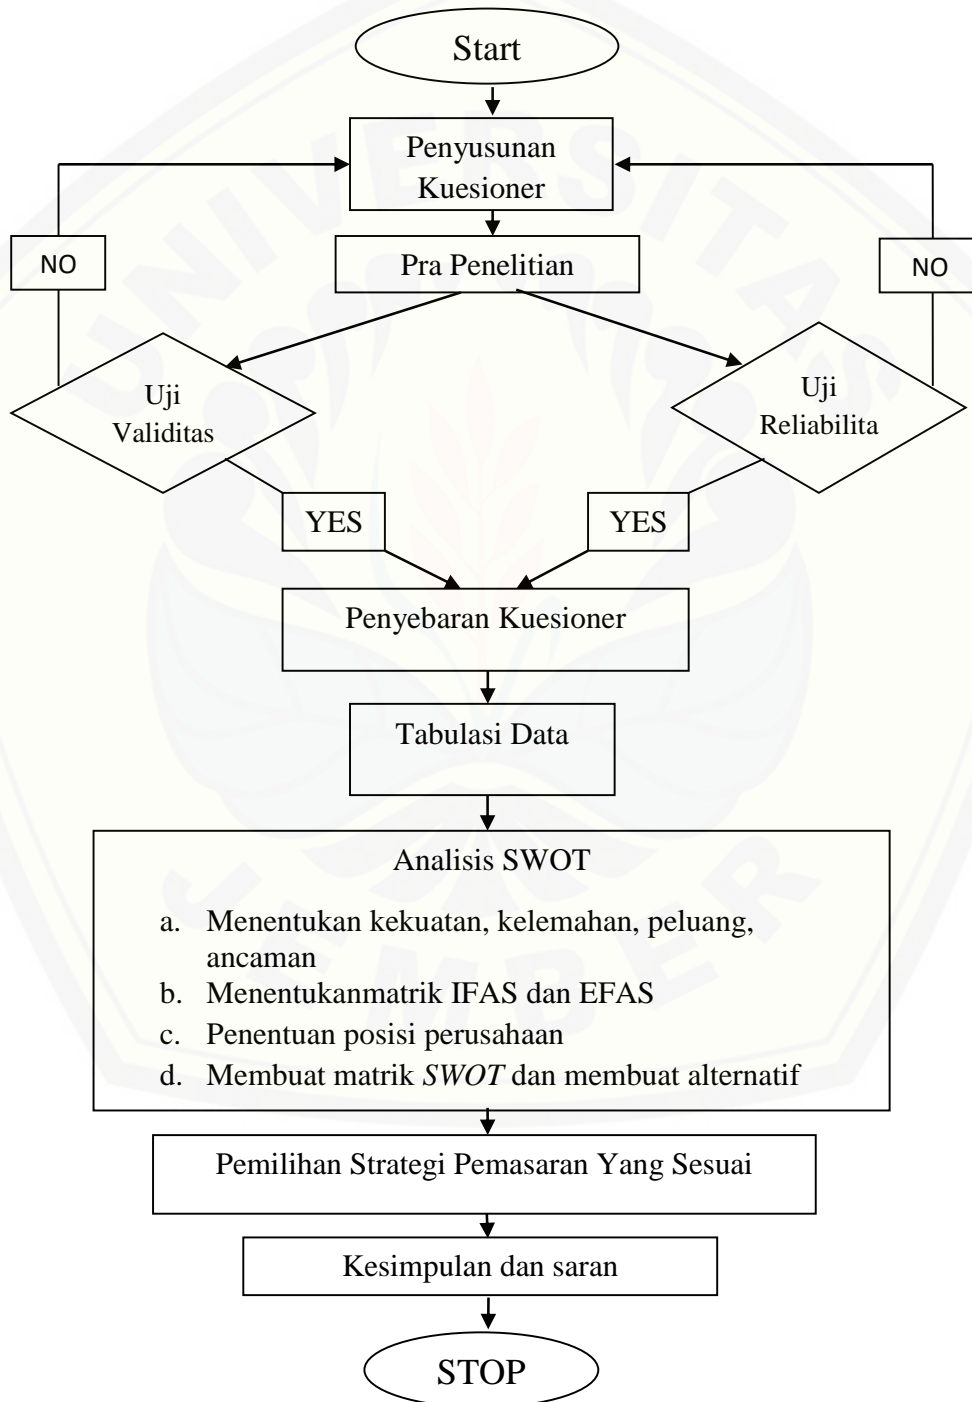 Start
Penyusunan
Kuesioner
NO
Pra Penelitian
NO
Uji
Validitas
Uji
Reliabilita
YES
YES
Penyebaran Kuesioner
Tabulasi Data
Analisis SWOT
a. Menentukan kekuatan, kelemahan, peluang,
ancaman
b. Menentukanmatrik IFAS dan EFAS
c. Penentuan posisi perusahaan
d. Membuat matrik SWOT dan membuat alternatif
Pemilihan Strategi Pemasaran Yang Sesuai
Kesimpulan dan saran
STOP
UNIVERSITAS
JEMBER